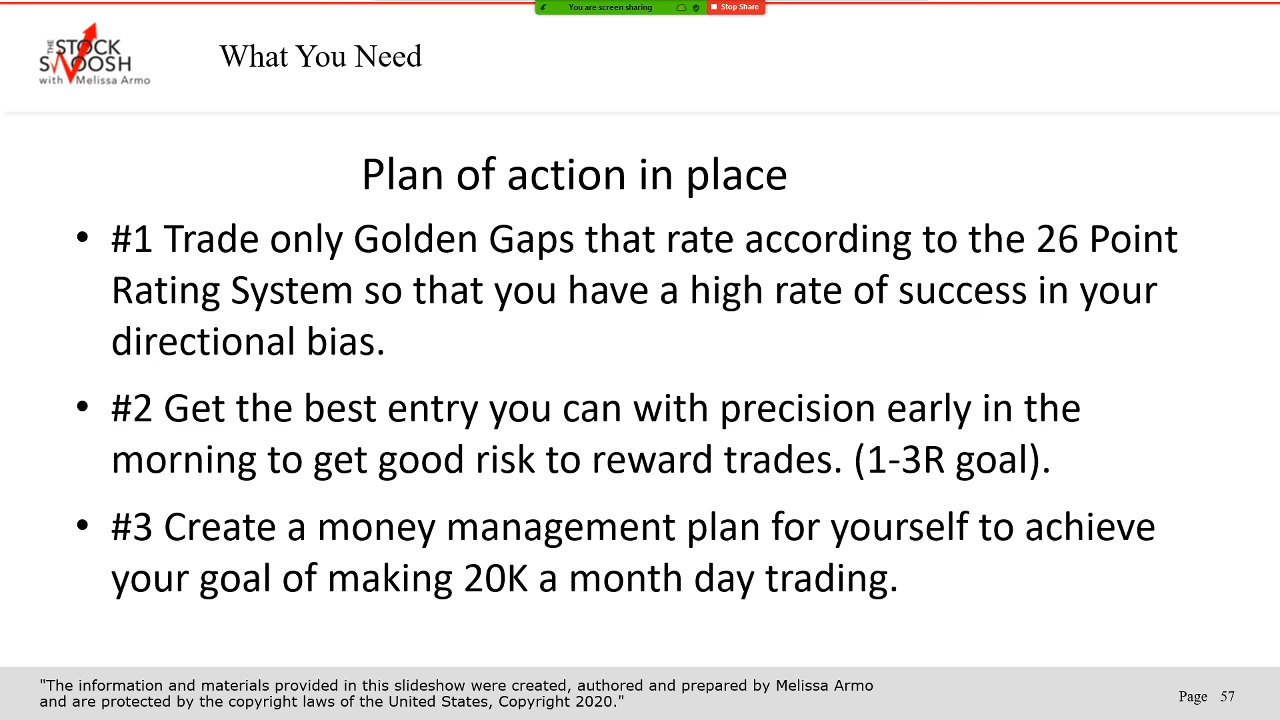 You are screen sharing
Stop Share
THE STOCK
SWOOSH
with Melissa Armo
What You Need
Plan of action in place
• #1 Trade only Golden Gaps that rate according to the 26 Point
Rating System so that you have a high rate of success in your
directional bias.
• #2 Get the best entry you can with precision early in the
morning to get good risk to reward trades. (1-3R goal).
• #3 Create a money management plan for yourself to achieve
your goal of making 20K a month day trading.
"The information and materials provided in this slideshow were created, authored and prepared by Melissa Armo
and are protected by the copyright laws of the United States, Copyright 2020."
Page 57